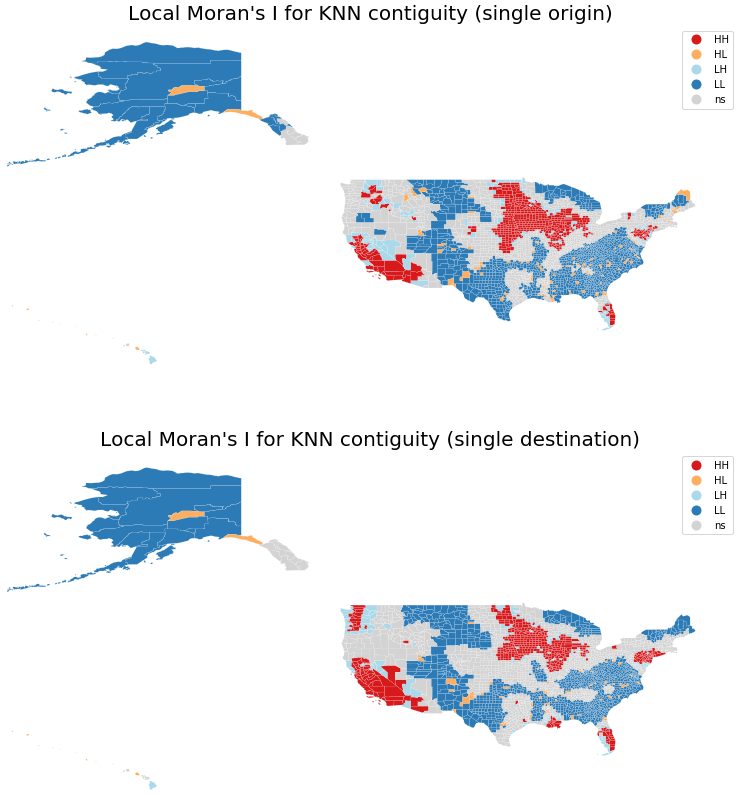 Local Moran's I for KNN contiguity (single origin)
HH
HL
LH
LL
ns
Local Moran's I for KNN contiguity (single destination)
HH
HL
LH
LL
ns